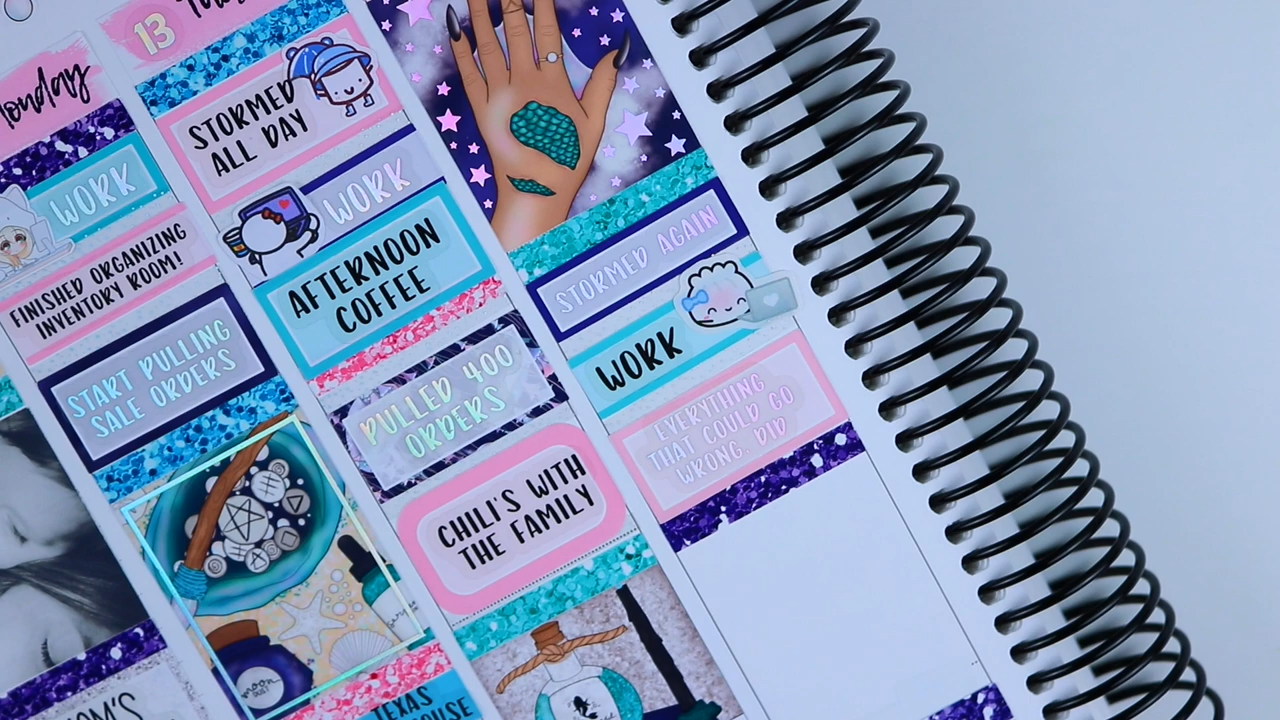 Monday
WORK
FINISHED ORGANIZING
INVENTORY ROOM!
START PULLING
SALE ORDERS
13
STORMED
ALL DAY
WORK
AFTERNOON
COFFEE
PULLED 400
ORDERS
CHILI'S WITH
THE FAMILY
TEXAS
STORMED AGAIN
WORK
EVERYTHING
THAT COULD GO
WRONG, DID